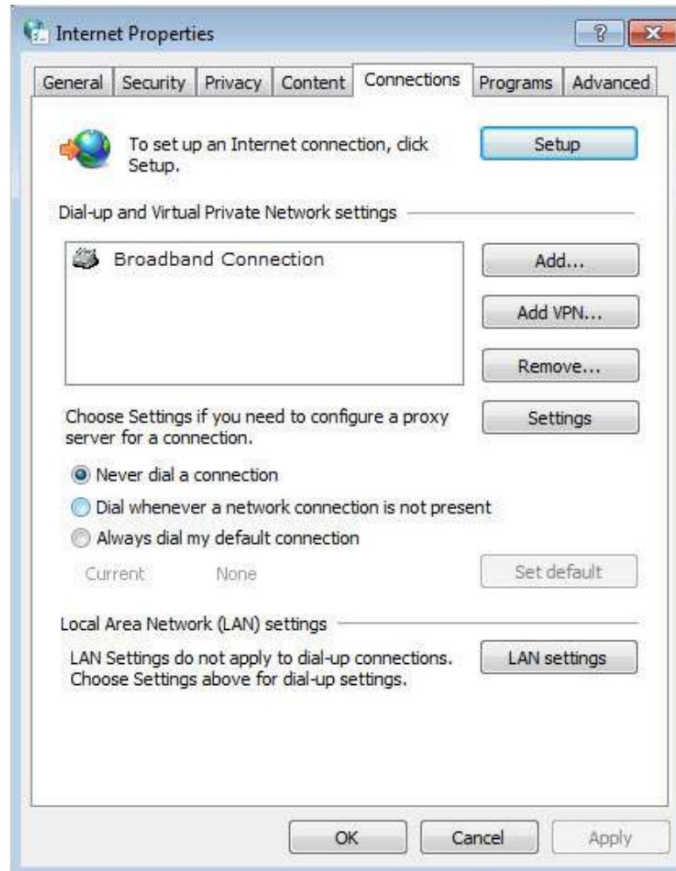 Internet Properties
?
General Security Privacy Content Connections Programs Advanced
To set up an Internet connection, click
Setup.
Setup
Dial-up and Virtual Private Network settings
Broadband Connection
Add...
Add VPN...
Remove...
Choose Settings if you need to configure a proxy
server for a connection.
Settings
Never dial a connection
Dial whenever a network connection is not present
Always dial my default connection
Current None
Set default
Local Area Network (LAN) settings
LAN Settings do not apply to dial-up connections.
Choose Settings above for dial-up settings.
LAN settings
OK Cancel Apply